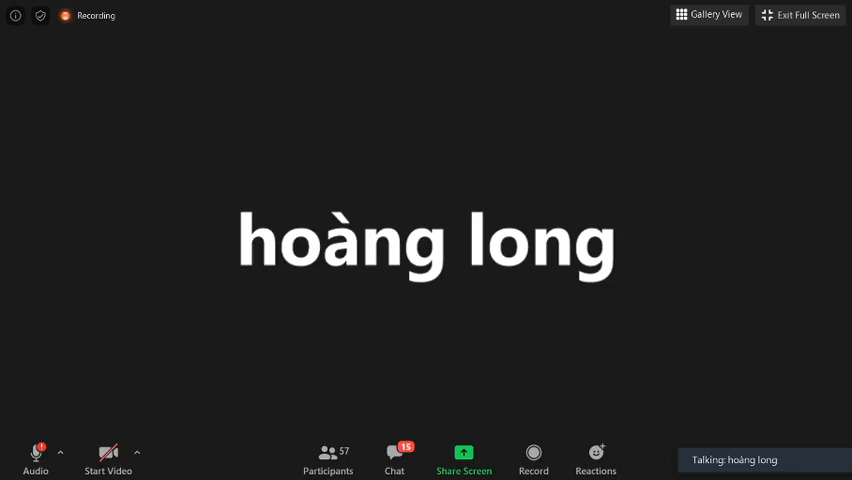 Recording
Gallery View
Exit Full Screen
hoàng long
57
15
Audio
Start Video
Participants
Chat
Share Screen
Record
Reactions
Talking: hoàng long